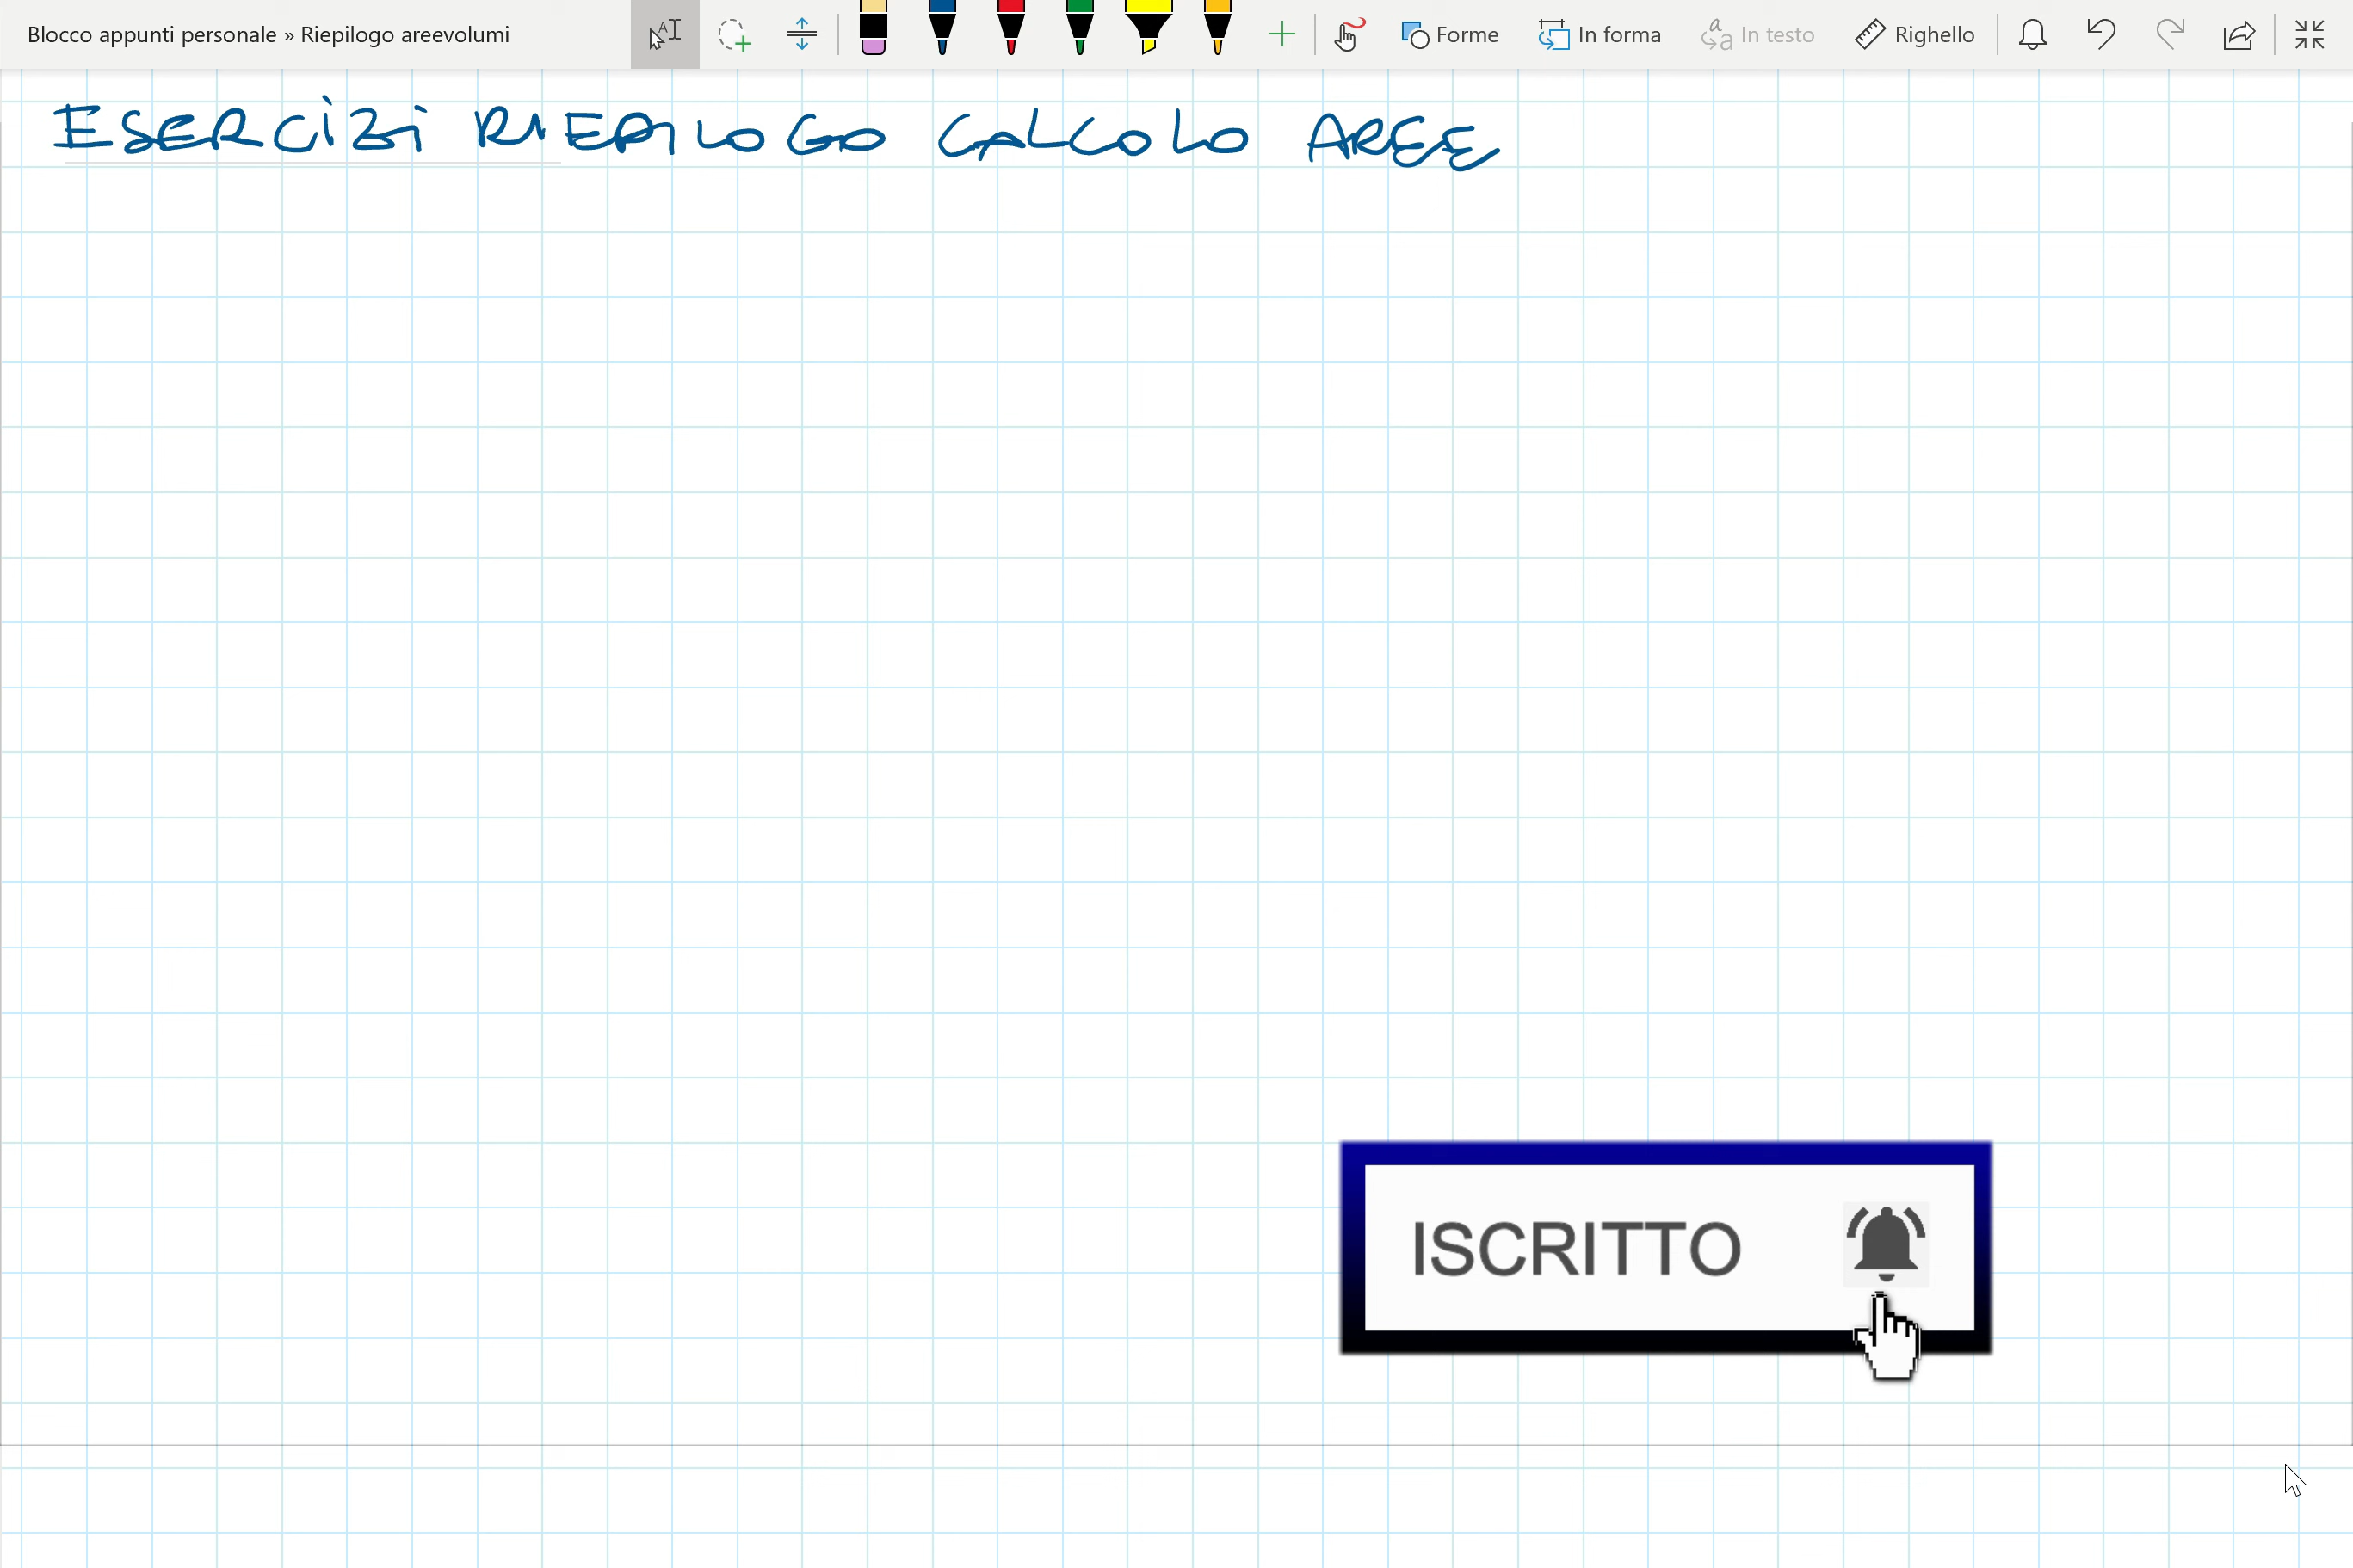 Blocco appunti personale » Riepilogo areevolumi
Forme
In forma
In testo
Righello
ESERCIZI RIEPILOGO CALCOLO AREE
ISCRITTO